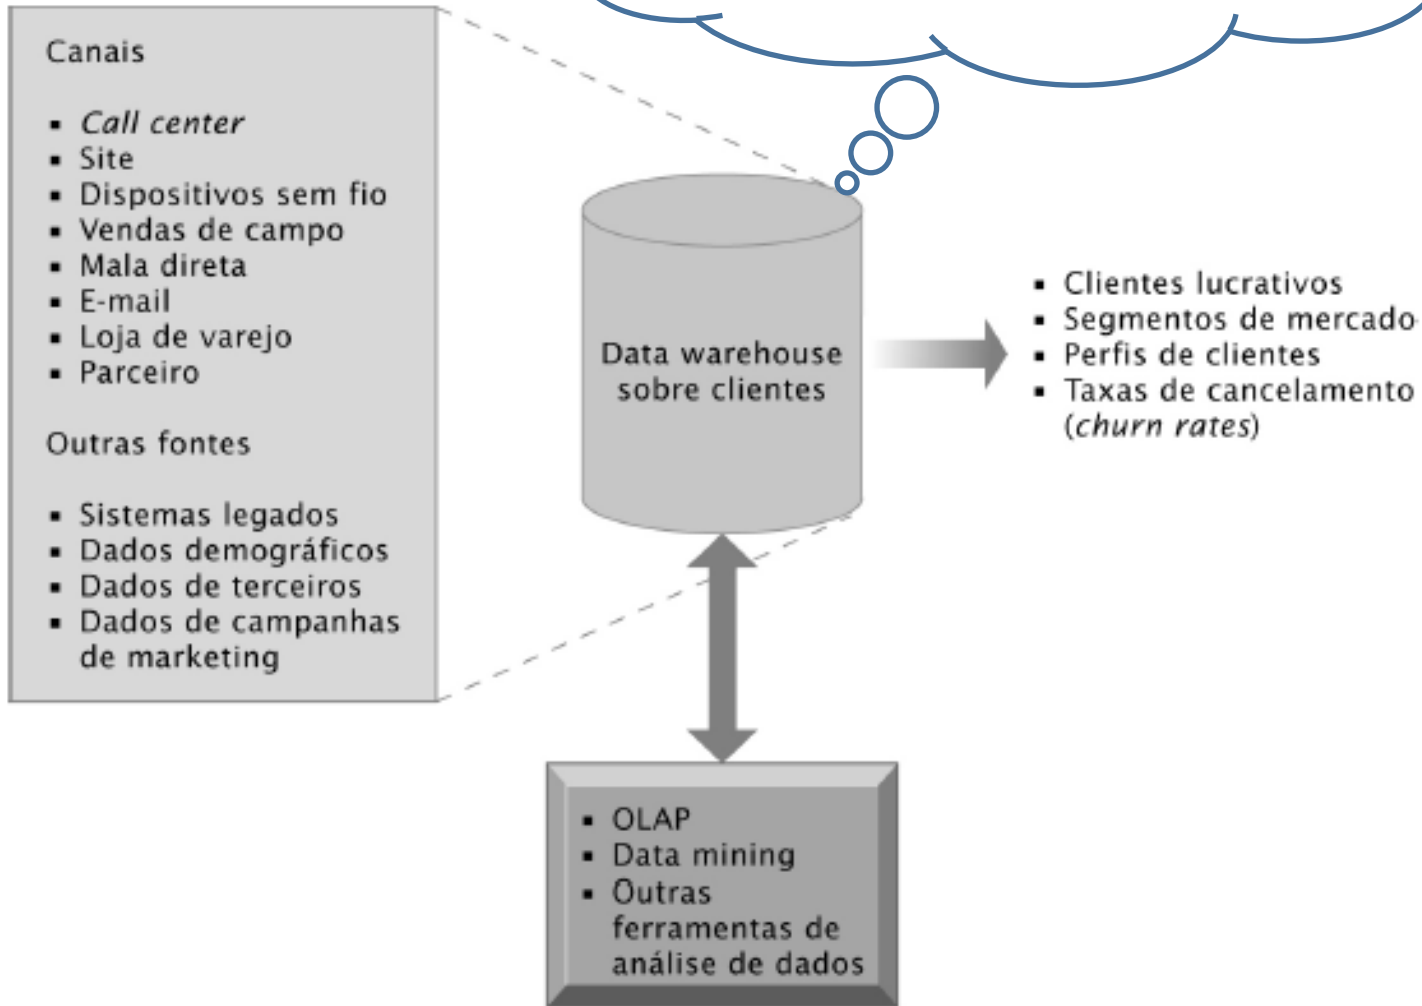 Canais
▪ Call center
▪ Site
▪ Dispositivos sem fio
▪ Vendas de campo
▪ Mala direta
▪ E-mail
▪ Loja de varejo
▪ Parceiro
Outras fontes
▪ Sistemas legados
▪ Dados demográficos
▪ Dados de terceiros
▪ Dados de campanhas
de marketing
Data warehouse
sobre clientes
▪ Clientes lucrativos
▪ Segmentos de mercado
▪ Perfis de clientes
▪ Taxas de cancelamento
(churn rates)
▪ OLAP
▪ Data mining
▪ Outras
ferramentas de
análise de dados